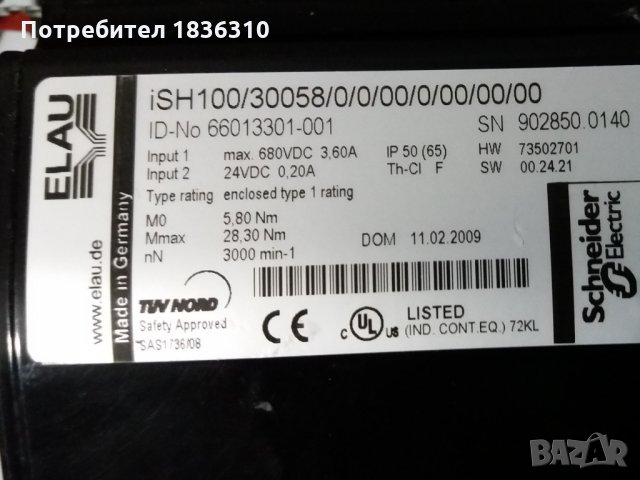 Потребител 1836310
ELAU
www.elau.de
Made in Germany
iSH100/30058/0/0/00/0/00/00/00
ID-No 66013301-001 SN 902850.0140
Input 1 max. 680VDC 3,60A IP 50 (65) HW 73502701
Input 2 24VDC 0,20A Th-Cl F SW 00.24.21
Type rating enclosed type 1 rating
M0 5,80 Nm
Mmax 28,30 Nm DOM 11.02.2009
nN 3000 min-1
TÜV NORD
Safety Approved
SAS1736/08
CE
c UL us LISTED
(IND. CONT.EQ.) 72KL
Schneider
Electric
BAZAR